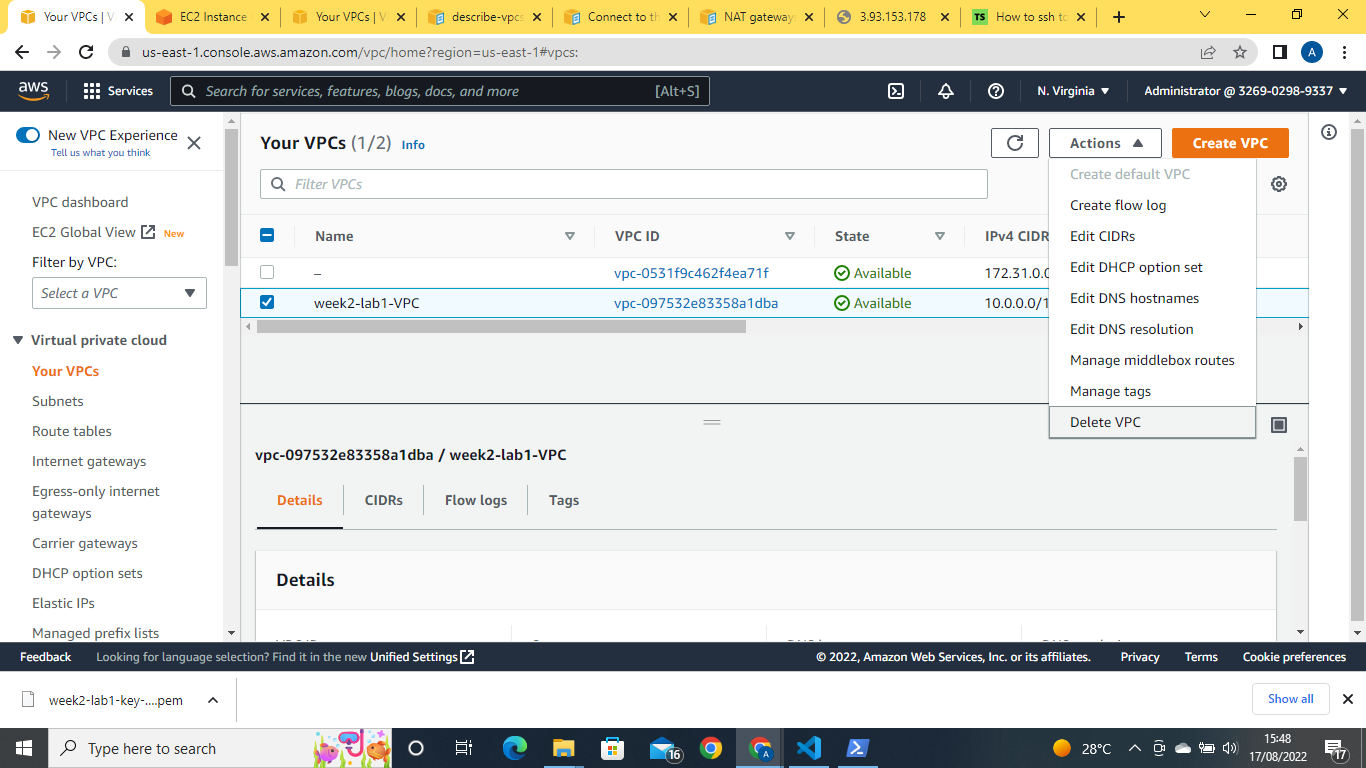 Your VPCs | V
EC2 Instance
Your VPCs | V
describe-vpcs
Connect to th
NAT gateway
3.93.153.178
TS
How to ssh to
us-east-1.console.aws.amazon.com/vpc/home?region=us-east-1#vpcs:
A
aws
Services
Search for services, features, blogs, docs, and more
[Alt+S]
N. Virginia
Administrator @ 3269-0298-9337
New VPC Experience
Tell us what you think
VPC dashboard
EC2 Global View
New
Filter by VPC:
Select a VPC
Virtual private cloud
Your VPCs
Subnets
Route tables
Internet gateways
Egress-only internet
gateways
Carrier gateways
DHCP option sets
Elastic IPs
Managed prefix lists
Your VPCs (1/2) Info
Actions
Create VPC
Filter VPCs
Name
VPC ID
State
IPv4 CIDR
–
vpc-0531f9c462f4ea71f
Available
172.31.0.0
week2-lab1-VPC
vpc-097532e83358a1dba
Available
10.0.0.0/1
Create default VPC
Create flow log
Edit CIDRs
Edit DHCP option set
Edit DNS hostnames
Edit DNS resolution
Manage middlebox routes
Manage tags
Delete VPC
vpc-097532e83358a1dba / week2-lab1-VPC
Details
CIDRs
Flow logs
Tags
Details
Feedback
Looking for language selection? Find it in the new Unified Settings
© 2022, Amazon Web Services, Inc. or its affiliates.
Privacy
Terms
Cookie preferences
week2-lab1-key-....pem
Show all
Type here to search
16
A
28°C
15:48
17/08/2022
17